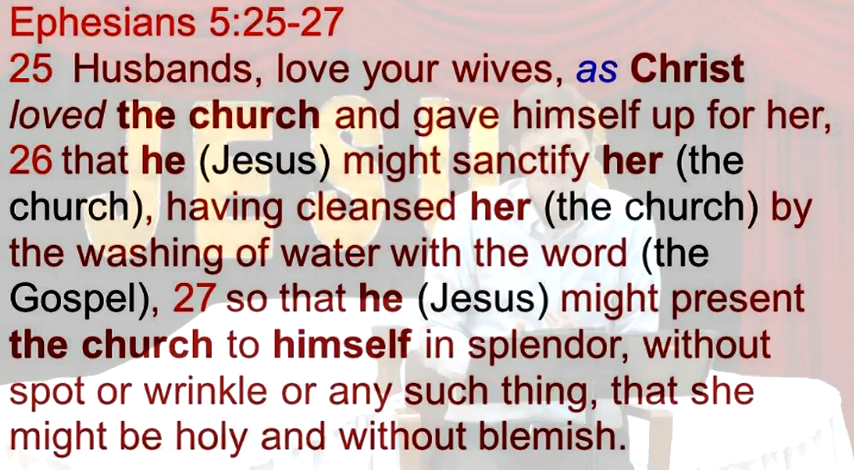 Ephesians 5:25-27
25 Husbands, love your wives, as Christ
loved the church and gave himself up for her,
26 that he (Jesus) might sanctify her (the
church), having cleansed her (the church) by
the washing of water with the word (the
Gospel), 27 so that he (Jesus) might present
the church to himself in splendor, without
spot or wrinkle or any such thing, that she
might be holy and without blemish.
JESU